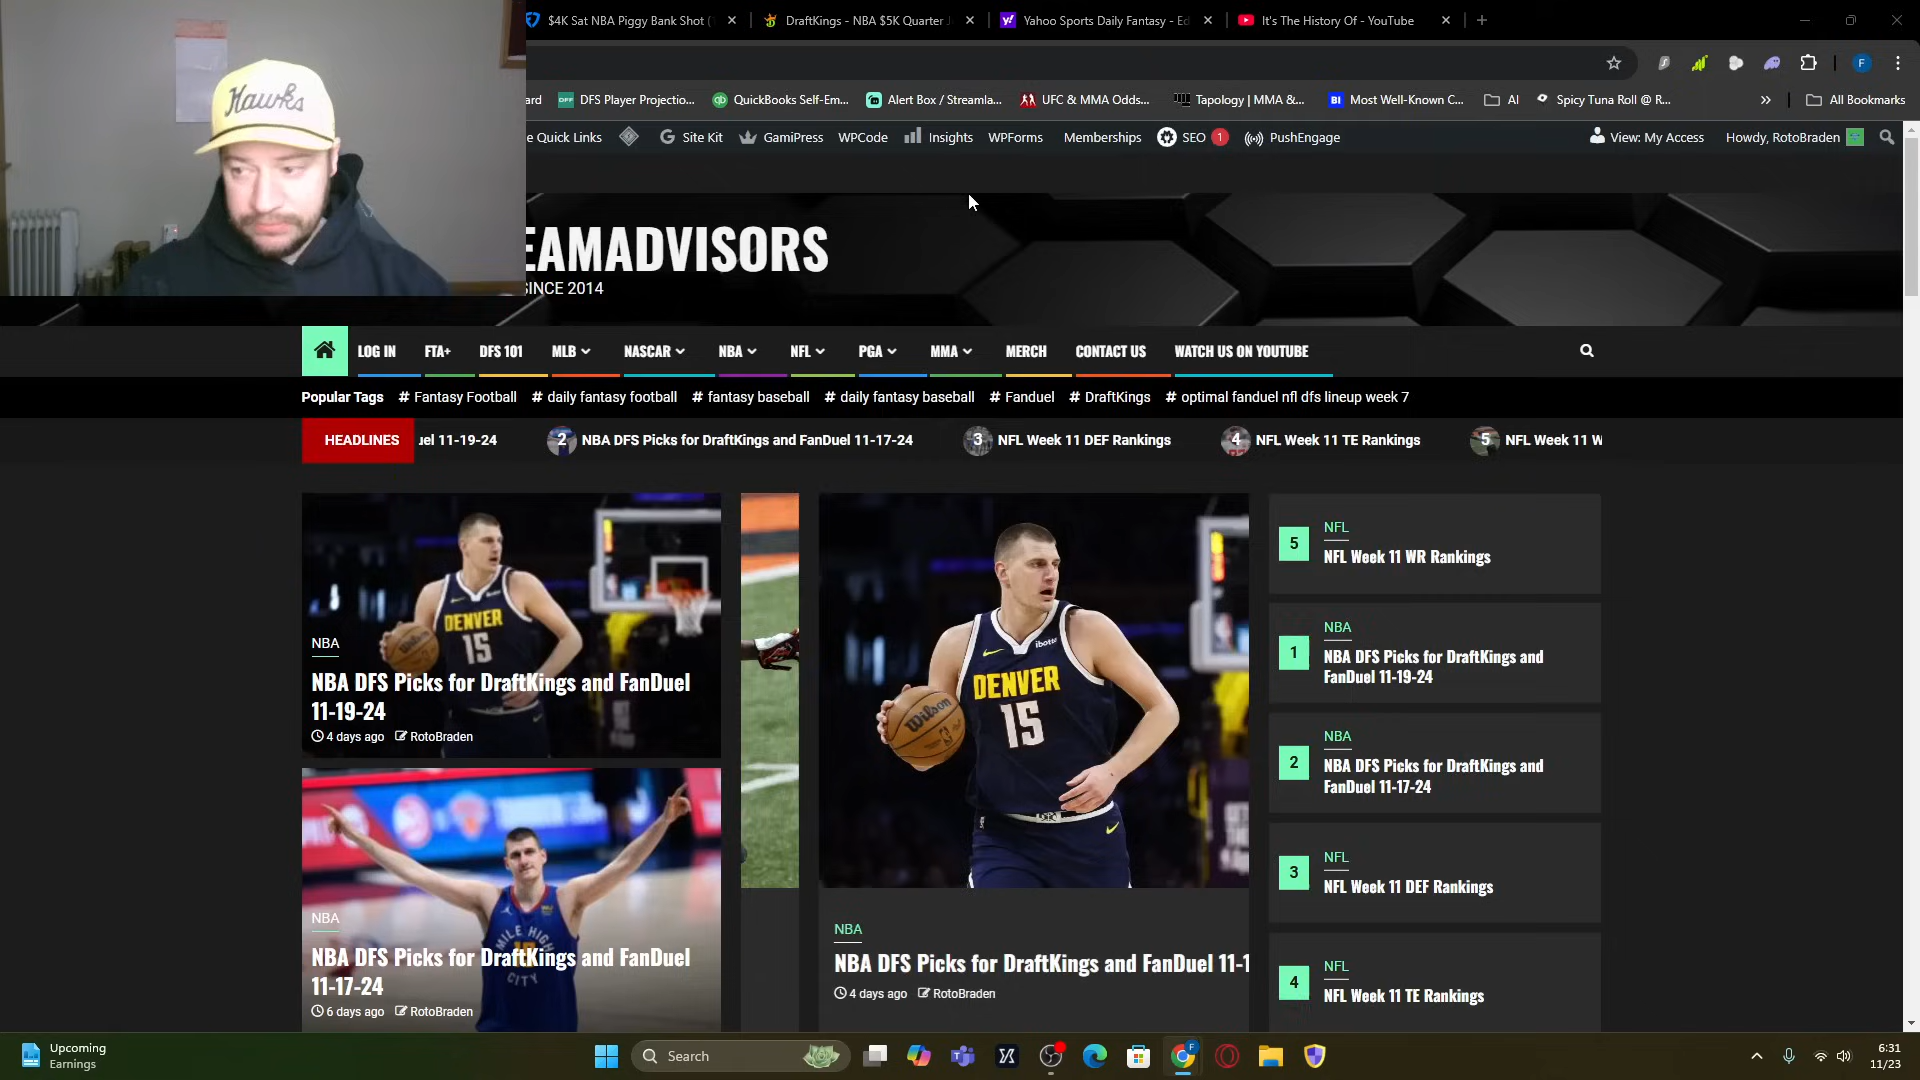 Hawks
$4K Sat NBA Piggy Bank Shot
DraftKings - NBA $5K Quarter
Yahoo Sports Daily Fantasy - Ed
It's The History Of - YouTube
ard
DFS Player Projectio...
QuickBooks Self-Em...
Alert Box / Streamla...
UFC & MMA Odds...
Tapology | MMA &...
BI
Most Well-Known C...
AI
Spicy Tuna Roll @ R...
»
All Bookmarks
F
e Quick Links
Site Kit
GamiPress
WPCode
Insights
WPForms
Memberships
SEO 1
PushEngage
View: My Access
Howdy, RotoBraden
EAMADVISORS
SINCE 2014
LOG IN
FTA+
DFS 101
MLB
NASCAR
NBA
NFL
PGA
MMA
MERCH
CONTACT US
WATCH US ON YOUTUBE
Popular Tags
# Fantasy Football
# daily fantasy football
# fantasy baseball
# daily fantasy baseball
# Fanduel
# DraftKings
# optimal fanduel nfl dfs lineup week 7
HEADLINES
uel 11-19-24
2 NBA DFS Picks for DraftKings and FanDuel 11-17-24
3 NFL Week 11 DEF Rankings
4 NFL Week 11 TE Rankings
5 NFL Week 11 W
DENVER
15
NBA
NBA DFS Picks for DraftKings and FanDuel
11-19-24
4 days ago RotoBraden
MILE HIGH
CITY
NBA
NBA DFS Picks for DraftKings and FanDuel
11-17-24
6 days ago RotoBraden
ibotta
DENVER
15
Wilson
NBA
NBA DFS Picks for DraftKings and FanDuel 11-1
4 days ago RotoBraden
5
NFL
NFL Week 11 WR Rankings
1
NBA
NBA DFS Picks for DraftKings and
FanDuel 11-19-24
2
NBA
NBA DFS Picks for DraftKings and
FanDuel 11-17-24
3
NFL
NFL Week 11 DEF Rankings
4
NFL
NFL Week 11 TE Rankings
Upcoming
Earnings
Search
6:31
11/23